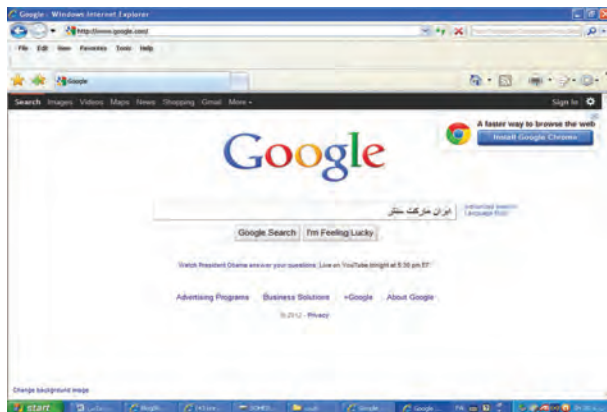 Google - Windows Internet Explorer
http://www.google.com/
File Edit View Favorites Tools Help
Google
Search Images Videos Maps News Shopping Gmail More
Sign in
A faster way to browse the web
Install Google Chrome
Google
ایران مارکت سنتر
Advanced search
Language tools
Google Search I'm Feeling Lucky
Watch President Obama answer your questions. Live on YouTube tonight at 5:30 pm ET
Advertising Programs Business Solutions +Google About Google
© 2012 - Privacy
Change background image
start
Google Google